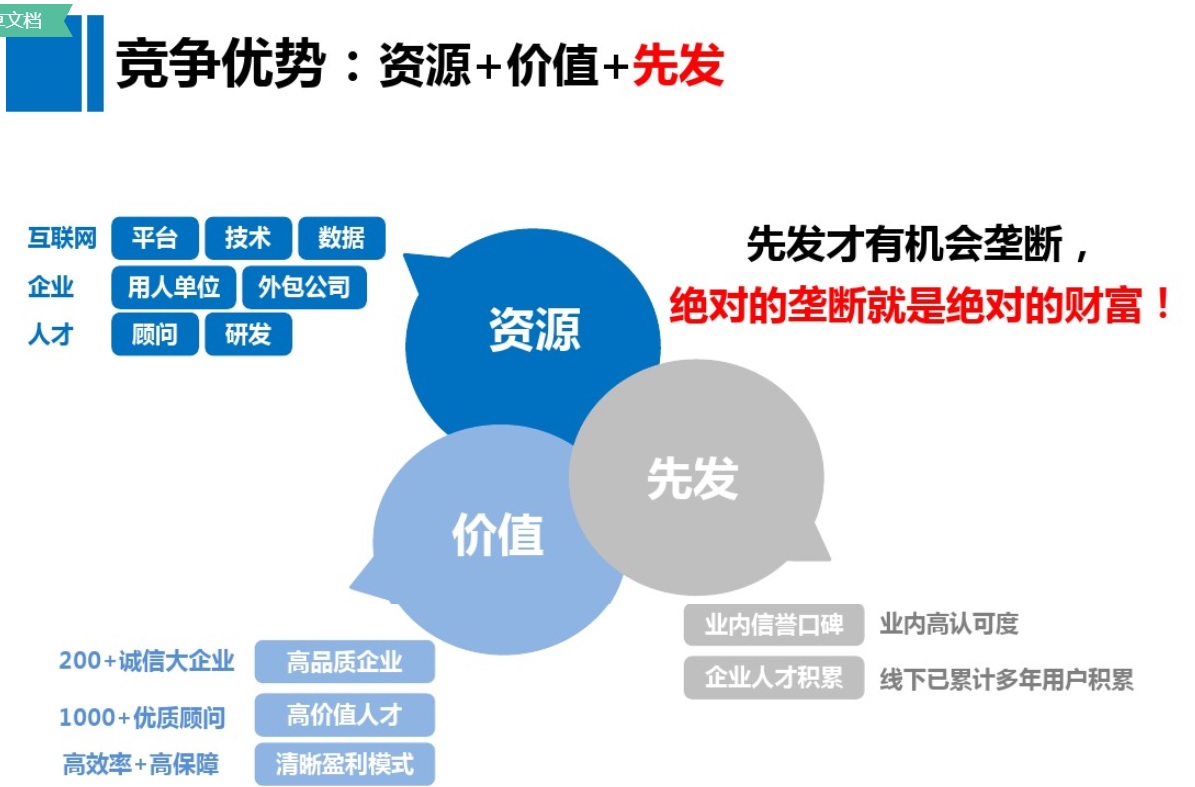 文档
竞争优势：资源+价值+先发
互联网 平台 技术 数据
企业 用人单位 外包公司
人才 顾问 研发
先发才有机会垄断，
绝对的垄断就是绝对的财富！
资源
先发
价值
业内信誉口碑 业内高认可度
企业人才积累 线下已累计多年用户积累
200+诚信大企业 高品质企业
1000+优质顾问 高价值人才
高效率+高保障 清晰盈利模式